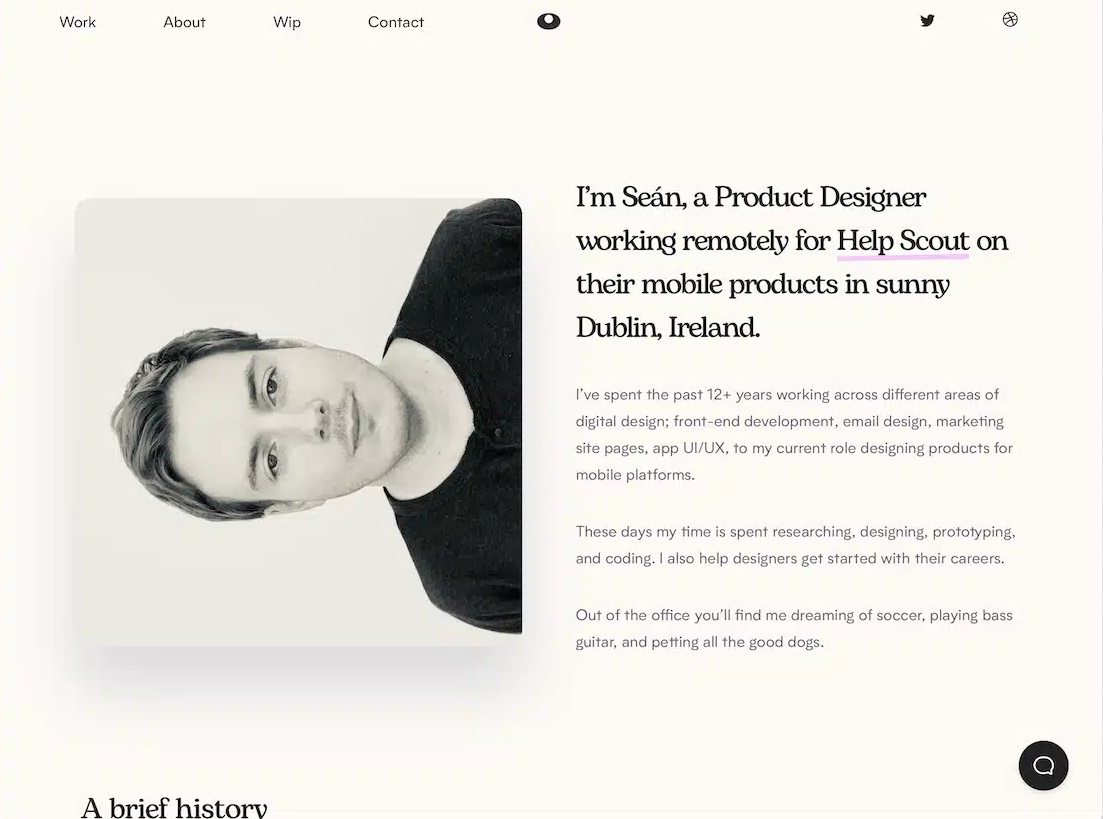 Work About Wip Contact
I’m Seán, a Product Designer
working remotely for Help Scout on
their mobile products in sunny
Dublin, Ireland.
I’ve spent the past 12+ years working across different areas of
digital design; front-end development, email design, marketing
site pages, app UI/UX, to my current role designing products for
mobile platforms.
These days my time is spent researching, designing, prototyping,
and coding. I also help designers get started with their careers.
Out of the office you’ll find me dreaming of soccer, playing bass
guitar, and petting all the good dogs.
A brief history